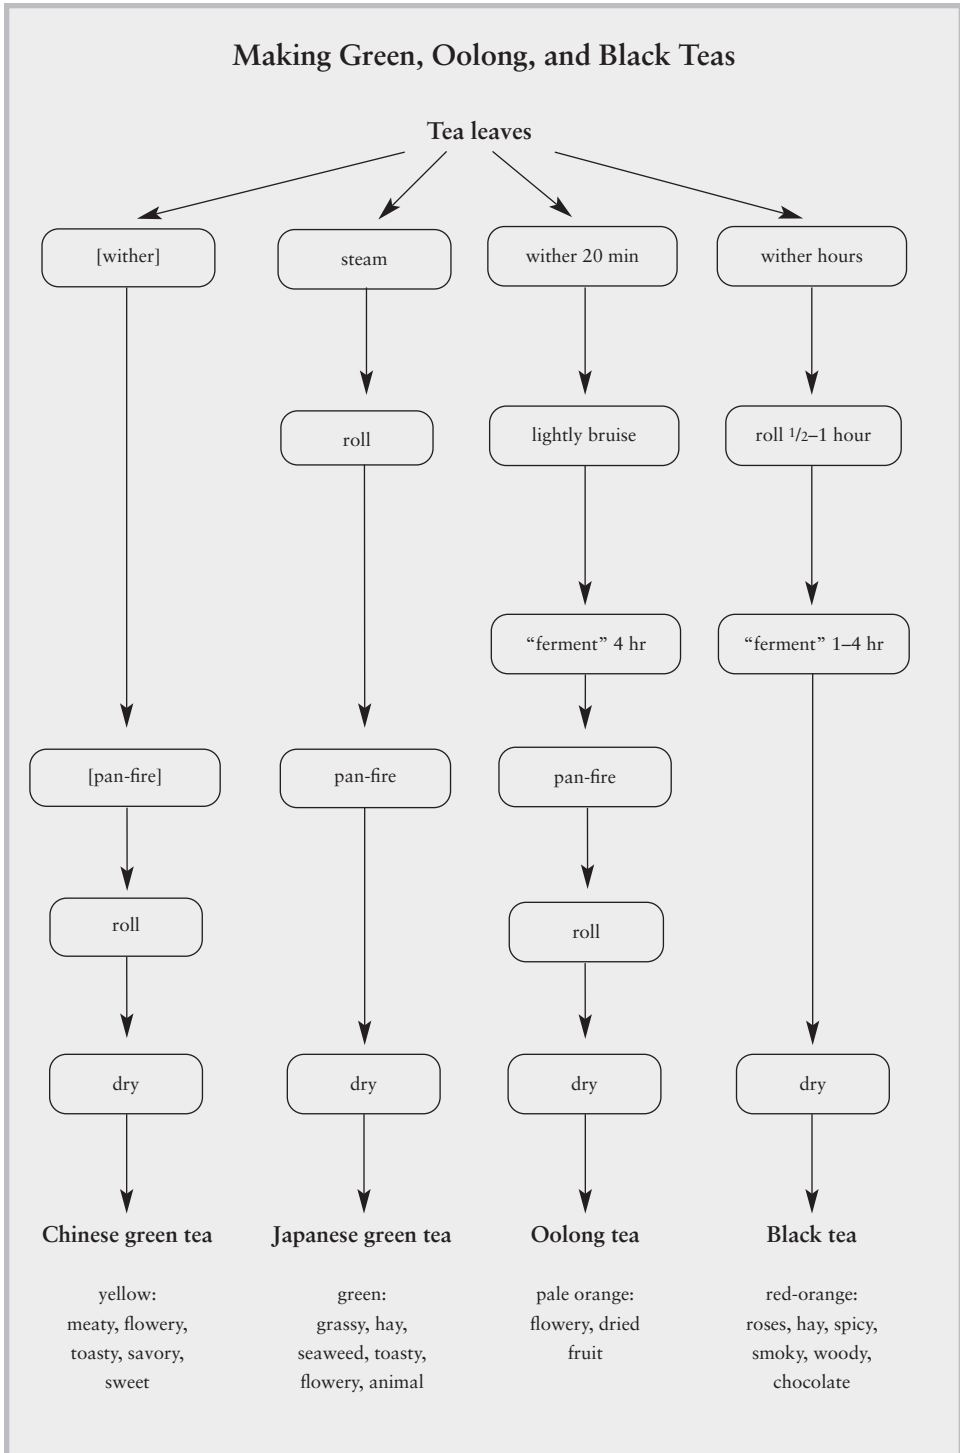 Making Green, Oolong, and Black Teas
Tea leaves
[wither]
steam
wither 20 min
wither hours
roll
lightly bruise
roll 1/2–1 hour
“ferment” 4 hr
“ferment” 1–4 hr
[pan-fire]
pan-fire
pan-fire
roll
roll
dry
dry
dry
dry
Chinese green tea
Japanese green tea
Oolong tea
Black tea
yellow:
meaty, flowery,
toasty, savory,
sweet
green:
grassy, hay,
seaweed, toasty,
flowery, animal
pale orange:
flowery, dried
fruit
red-orange:
roses, hay, spicy,
smoky, woody,
chocolate